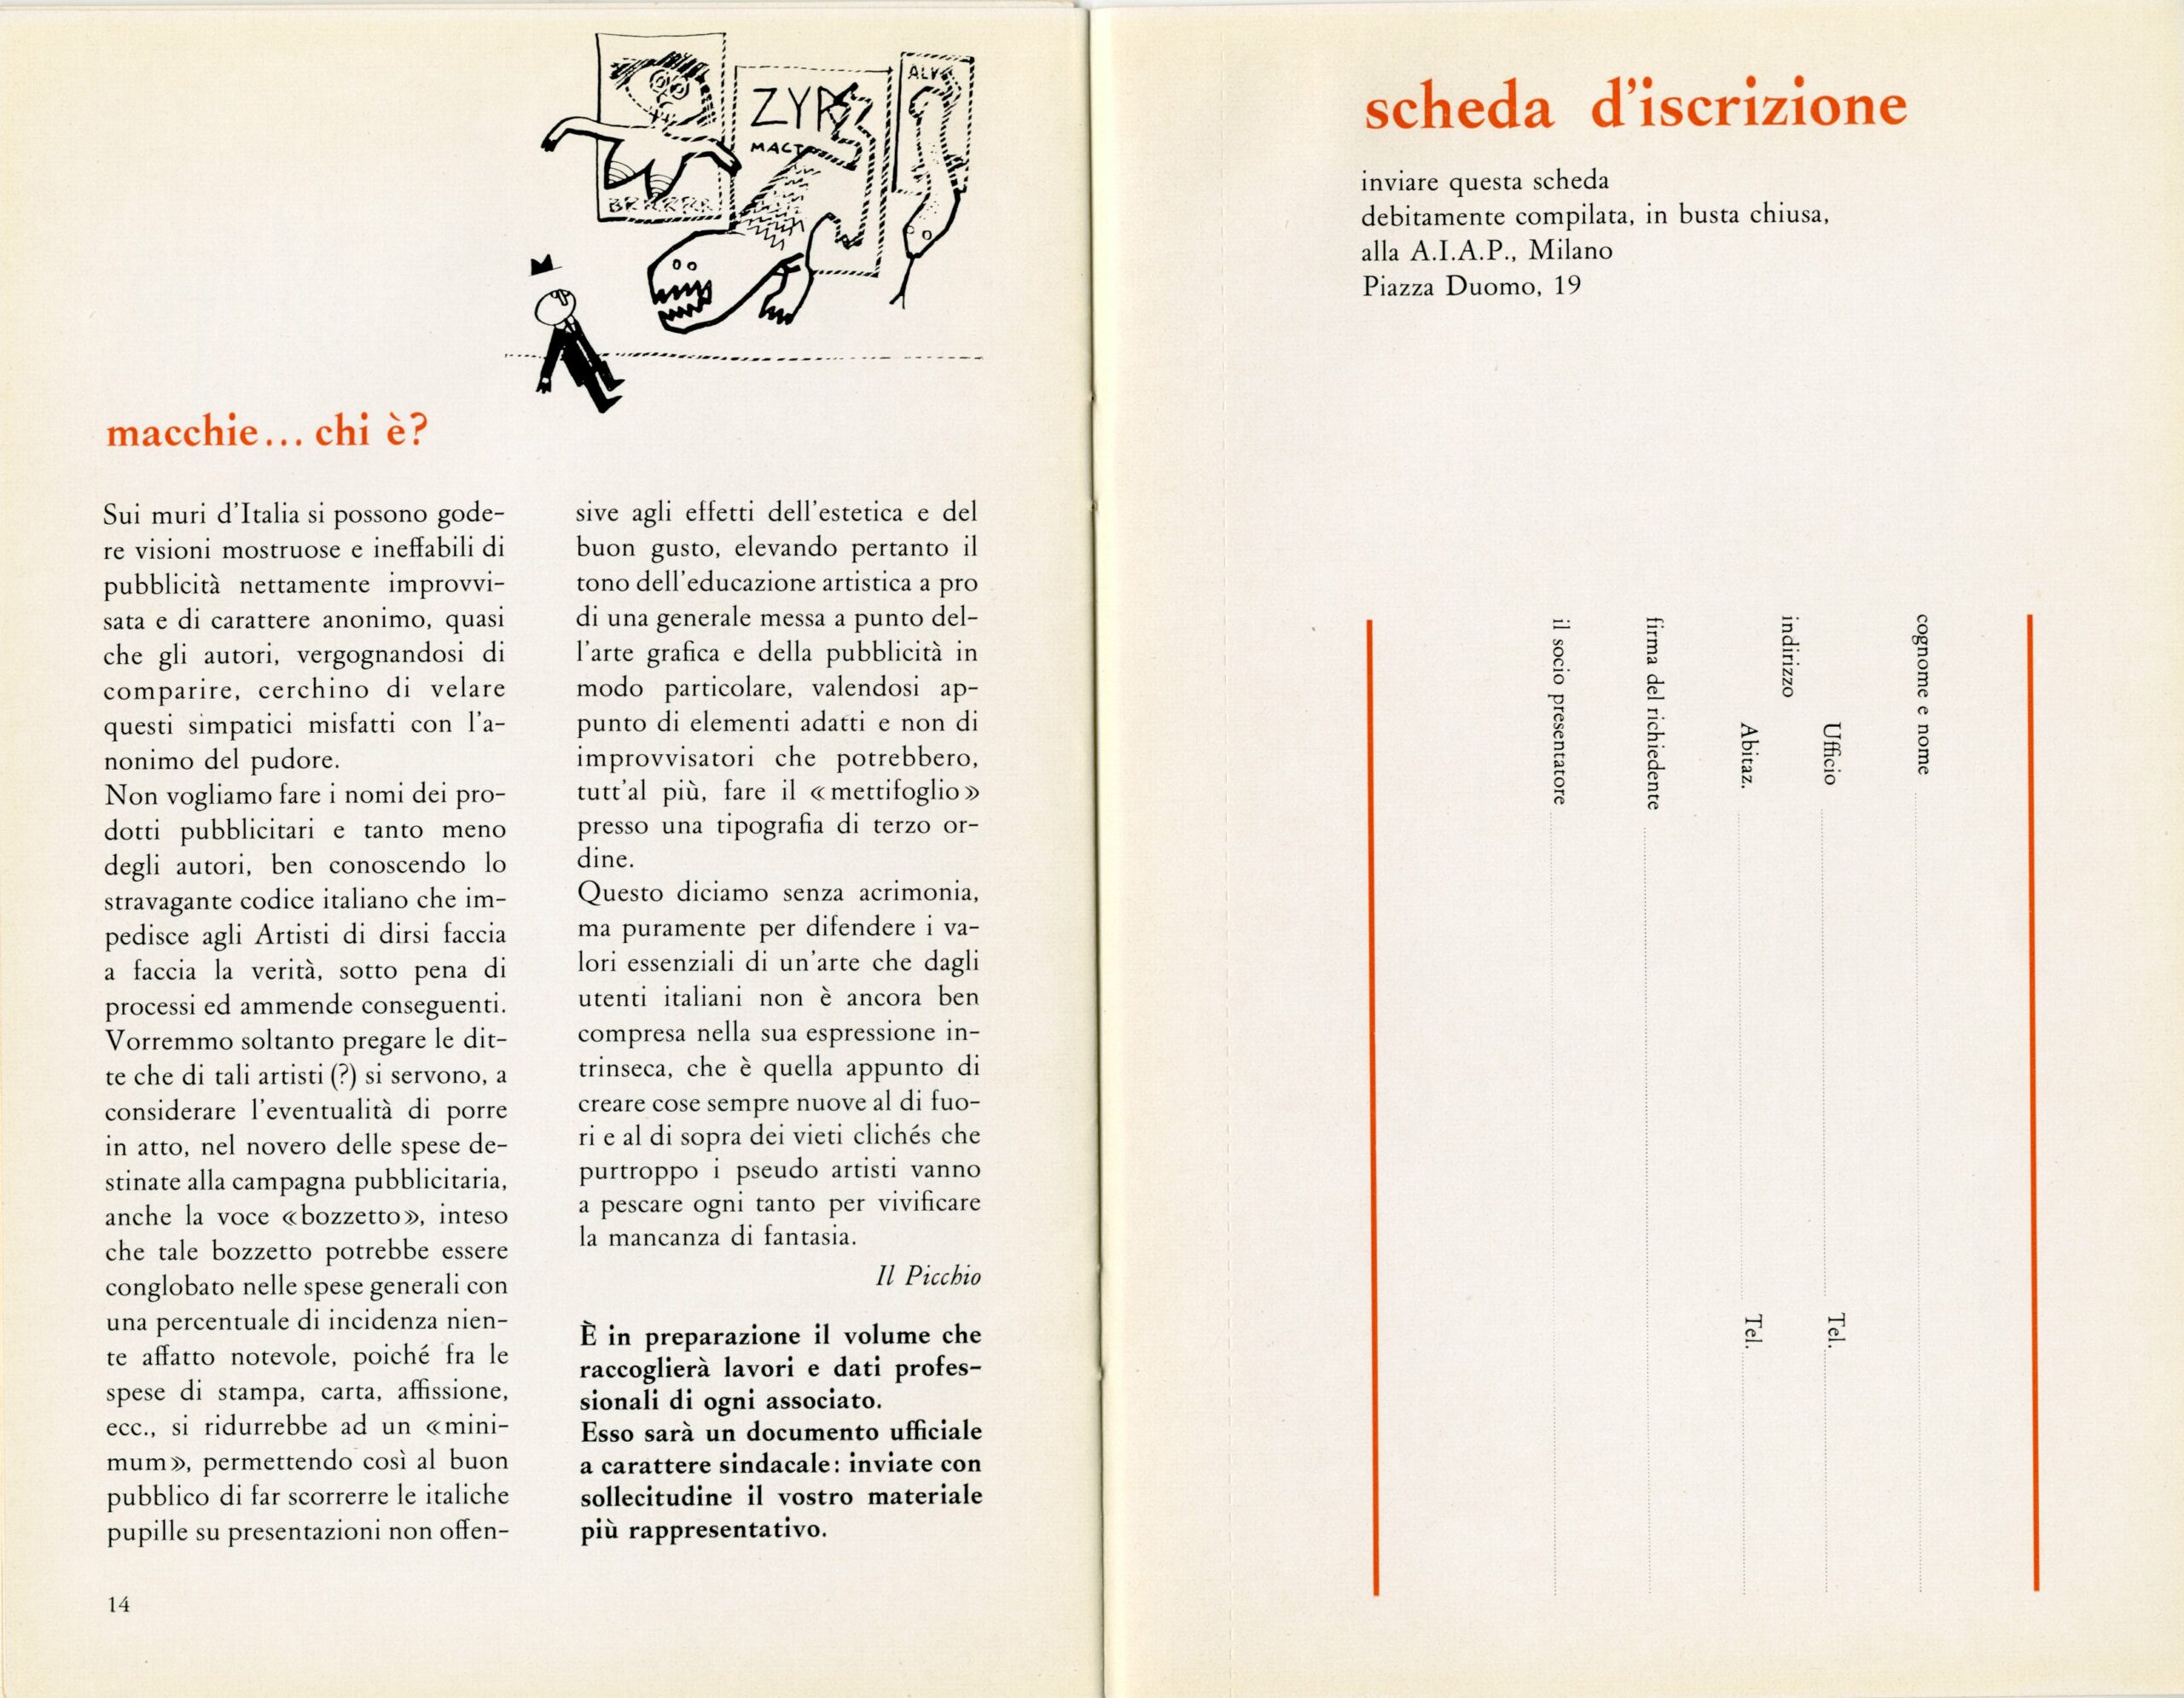 ZYR
MACT
BRRRRR
macchie... chi è?
Sui muri d'Italia si possono gode-
re visioni mostruose e ineffabili di
pubblicità nettamente improvvi-
sata e di carattere anonimo, quasi
che gli autori, vergognandosi di
comparire, cerchino di velare
questi simpatici misfatti con l'a-
nonimo del pudore.
Non vogliamo fare i nomi dei pro-
dotti pubblicitari e tanto meno
degli autori, ben conoscendo lo
stravagante codice italiano che im-
pedisce agli Artisti di dirsi faccia
a faccia la verità, sotto pena di
processi ed ammende conseguenti.
Vorremmo soltanto pregare le dit-
te che di tali artisti (?) si servono, a
considerare l'eventualità di porre
in atto, nel novero delle spese de-
stinate alla campagna pubblicitaria,
anche la voce «bozzetto», inteso
che tale bozzetto potrebbe essere
conglobato nelle spese generali con
una percentuale di incidenza nien-
te affatto notevole, poiché fra le
spese di stampa, carta, affissione,
ecc., si ridurrebbe ad un «mini-
mum», permettendo così al buon
pubblico di far scorrerre le italiche
pupille su presentazioni non offen-
sive agli effetti dell'estetica e del
buon gusto, elevando pertanto il
tono dell'educazione artistica a pro
di una generale messa a punto del-
l'arte grafica e della pubblicità in
modo particolare, valendosi ap-
punto di elementi adatti e non di
improvvisatori che potrebbero,
tutt'al più, fare il «mettifoglio»
presso una tipografia di terzo or-
dine.
Questo diciamo senza acrimonia,
ma puramente per difendere i va-
lori essenziali di un'arte che dagli
utenti italiani non è ancora ben
compresa nella sua espressione in-
trinseca, che è quella appunto di
creare cose sempre nuove al di fuo-
ri e al di sopra dei vieti clichés che
purtroppo i pseudo artisti vanno
a pescare ogni tanto per vivificare
la mancanza di fantasia.
Il Picchio
È in preparazione il volume che
raccoglierà lavori e dati profes-
sionali di ogni associato.
Esso sarà un documento ufficiale
a carattere sindacale: inviate con
sollecitudine il vostro materiale
più rappresentativo.
14
scheda d'iscrizione
inviare questa scheda
debitamente compilata, in busta chiusa,
alla A.I.A.P., Milano
Piazza Duomo, 19
cognome e nome
indirizzo
Ufficio Tel.
Abitaz. Tel.
firma del richiedente
il socio presentatore